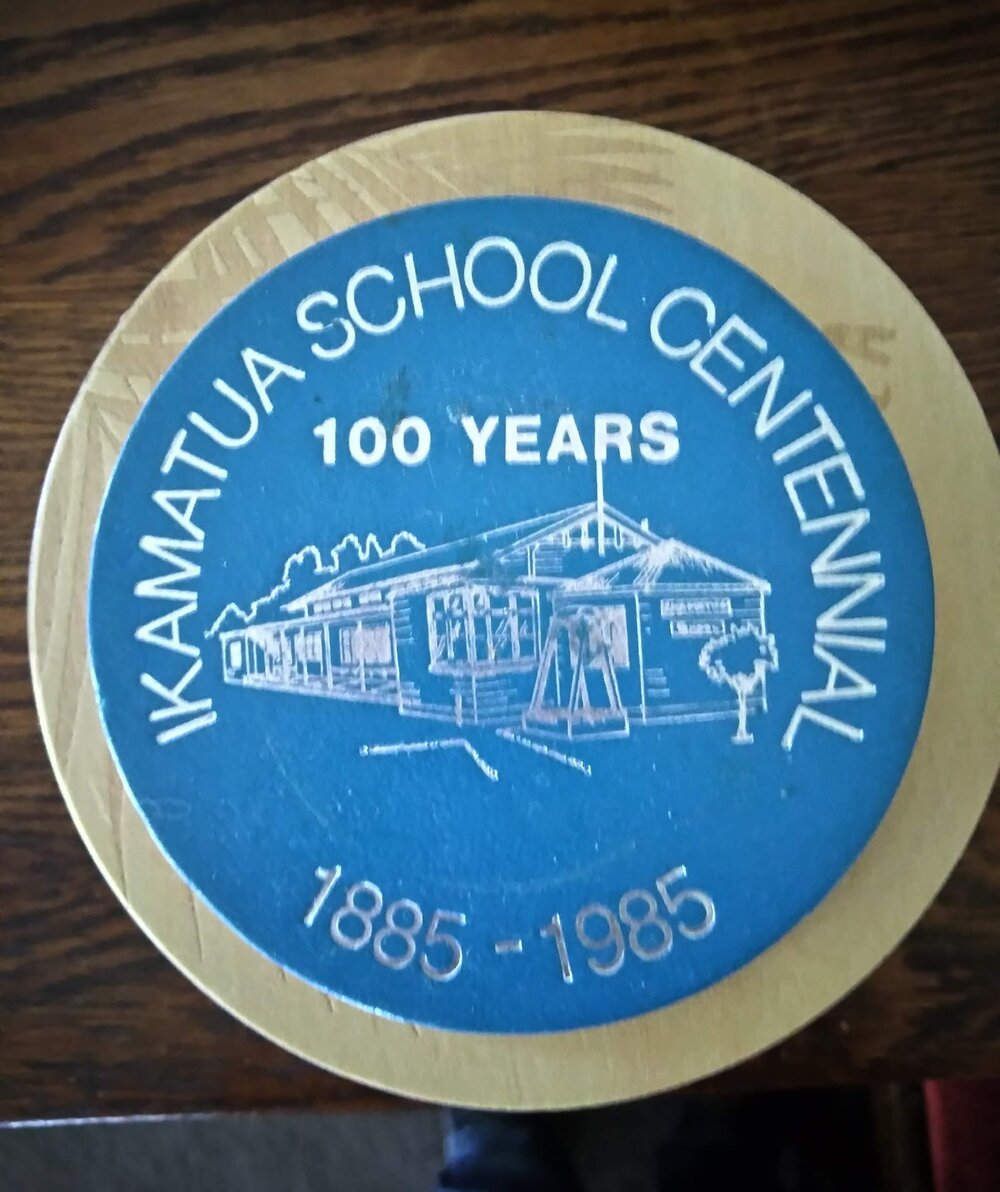 IKAMATUA SCHOOL CENTENNIAL
100 YEARS
1885 - 1985